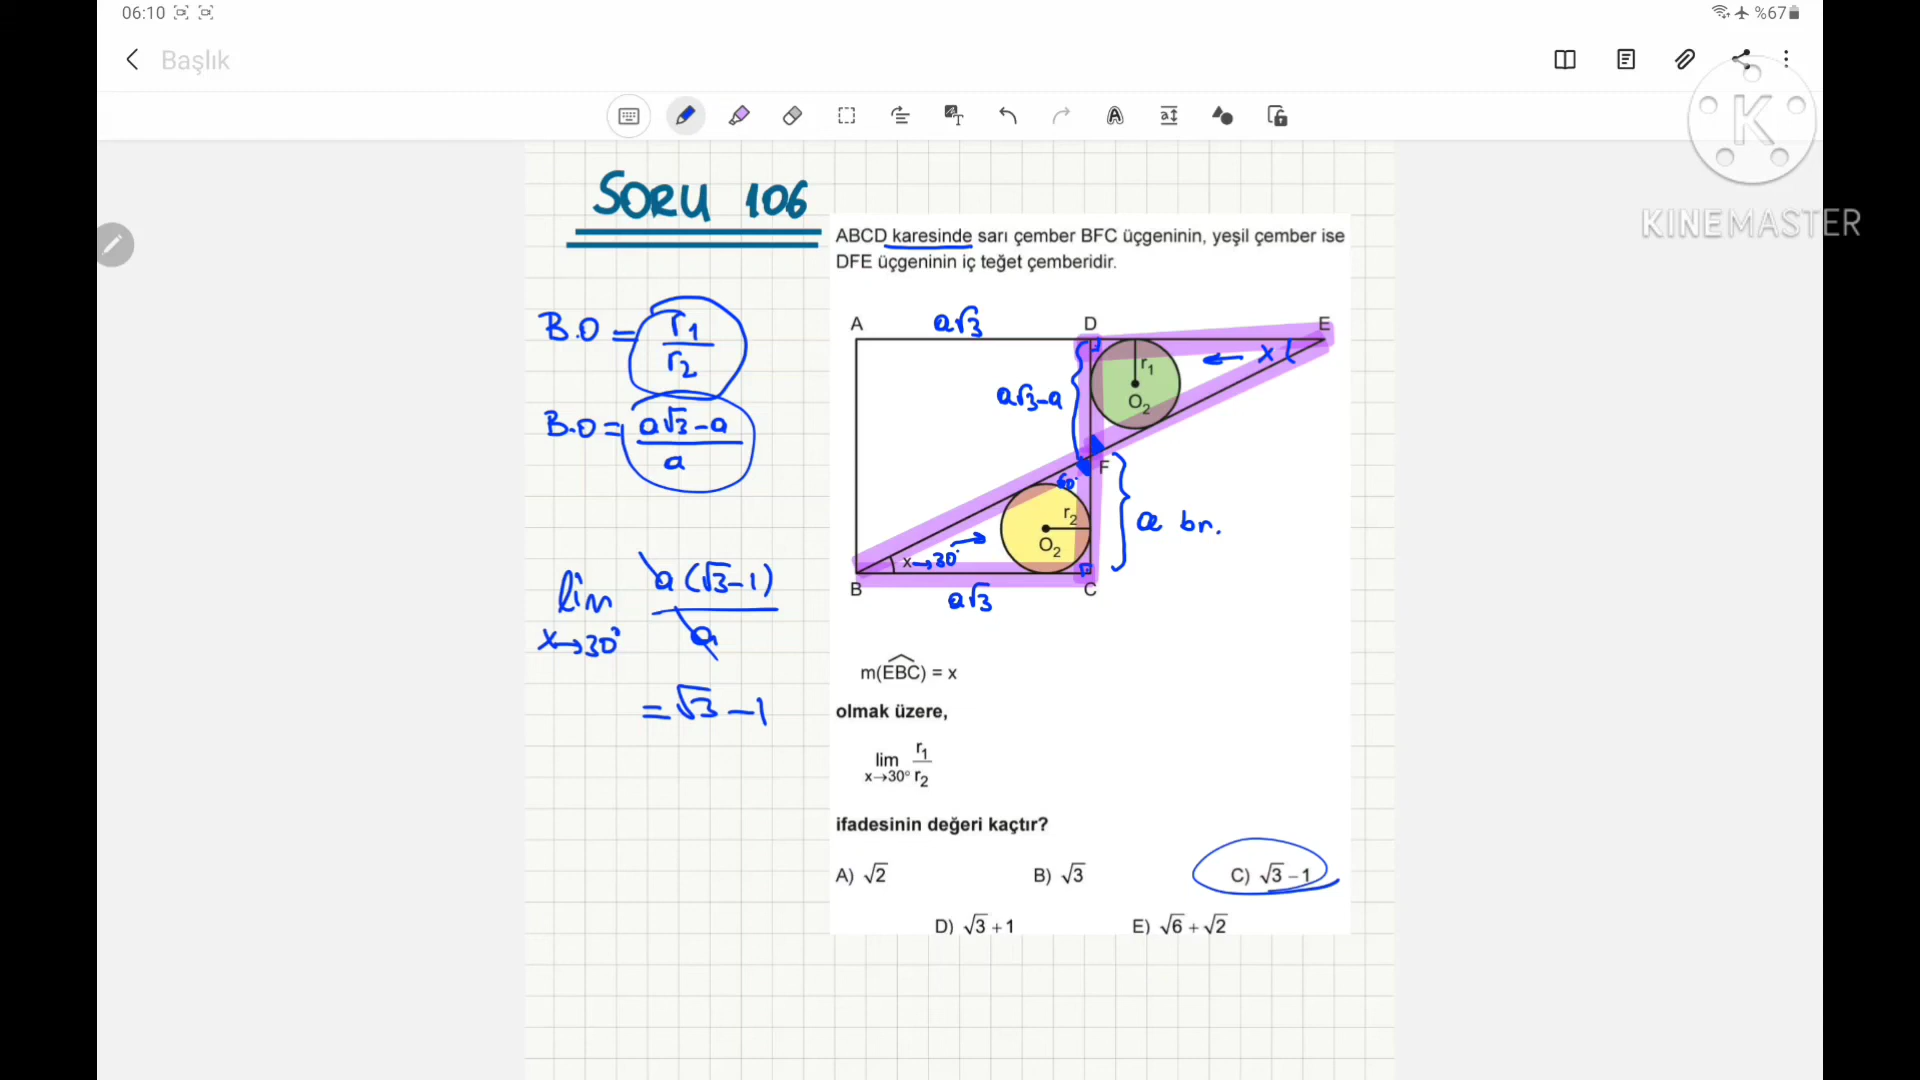 06:10
%67
Başlık
KINEMASTER
SORU 106
ABCD karesinde sarı çember BFC üçgeninin, yeşil çember ise
DFE üçgeninin iç teğet çemberidir.
B.O = r₁/r₂
B.O = a√3-a/a
lim x→30° a(√3-1)/a
= √3-1
A a√3 D E
x
r₁
O₂
a√3-a
F
60°
r₂
O₂
a br.
x→30°
B a√3 C
m(EBC) = x
olmak üzere,
lim x→30° r₁/r₂
ifadesinin değeri kaçtır?
A) √2 B) √3 C) √3 – 1
D) √3 + 1 E) √6 + √2